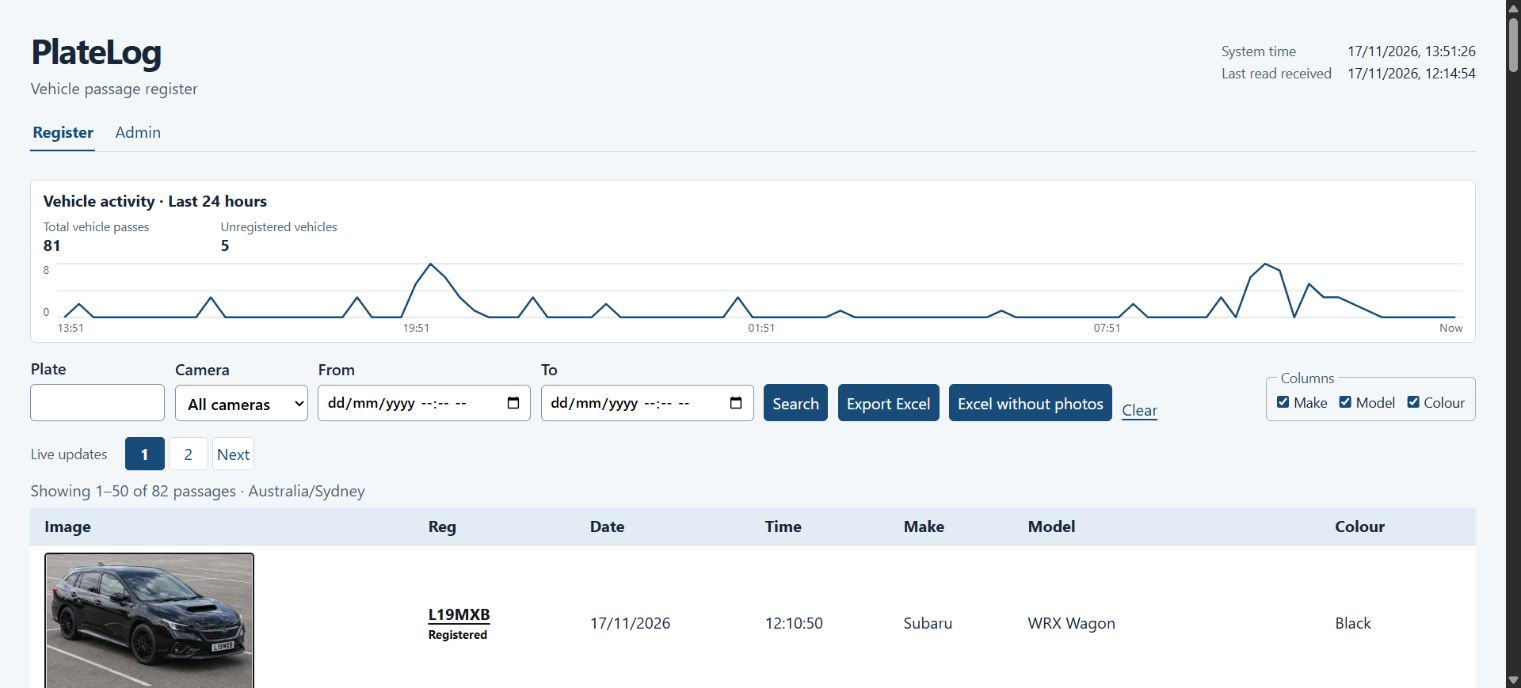 PlateLog
Vehicle passage register
System time 17/11/2026, 13:51:26
Last read received 17/11/2026, 12:14:54
Register Admin
Vehicle activity · Last 24 hours
Total vehicle passes Unregistered vehicles
81 5
8
0
13:51 19:51 01:51 07:51 Now
Plate Camera From To
Columns
All cameras dd/mm/yyyy --:-- -- dd/mm/yyyy --:-- -- Search Export Excel Excel without photos Clear Make Model Colour
Live updates 1 2 Next
Showing 1–50 of 82 passages · Australia/Sydney
Image Reg Date Time Make Model Colour
L19MXB 17/11/2026 12:10:50 Subaru WRX Wagon Black
Registered
L19MXB